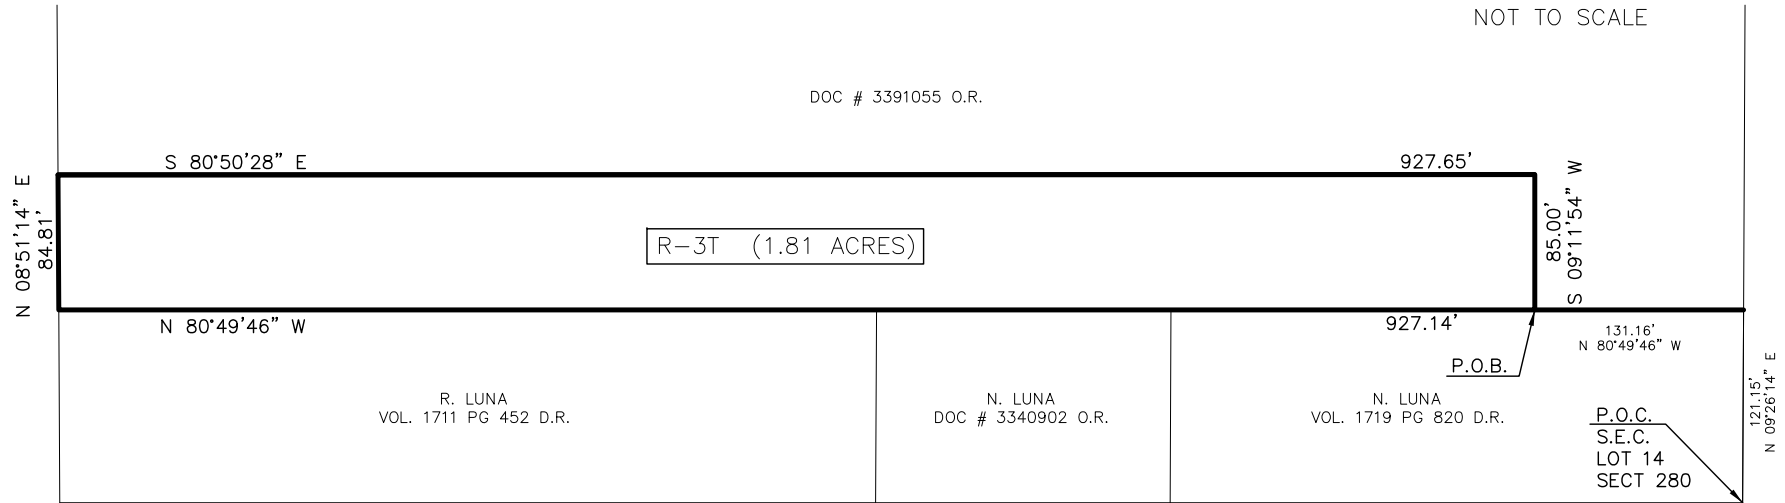 NOT TO SCALE
DOC # 3391055 O.R.
S 80°50'28" E
927.65'
N 08°51'14" E
84.81'
R-3T (1.81 ACRES)
85.00'
S 09°11'54" W
N 80°49'46" W
927.14'
131.16'
N 80°49'46" W
P.O.B.
R. LUNA
VOL. 1711 PG 452 D.R.
N. LUNA
DOC # 3340902 O.R.
N. LUNA
VOL. 1719 PG 820 D.R.
P.O.C.
S.E.C.
LOT 14
SECT 280
121.15'
N 09°26'14" E